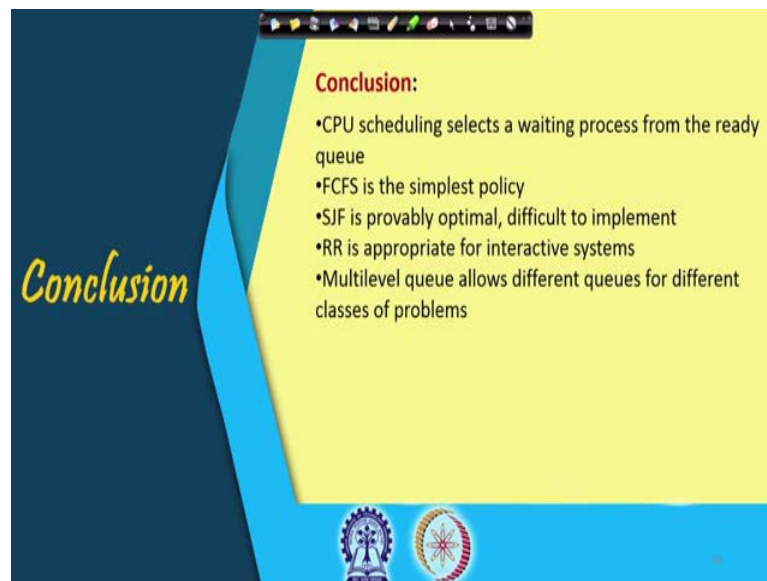 Conclusion
Conclusion:
•CPU scheduling selects a waiting process from the ready
queue
•FCFS is the simplest policy
•SJF is provably optimal, difficult to implement
•RR is appropriate for interactive systems
•Multilevel queue allows different queues for different
classes of problems